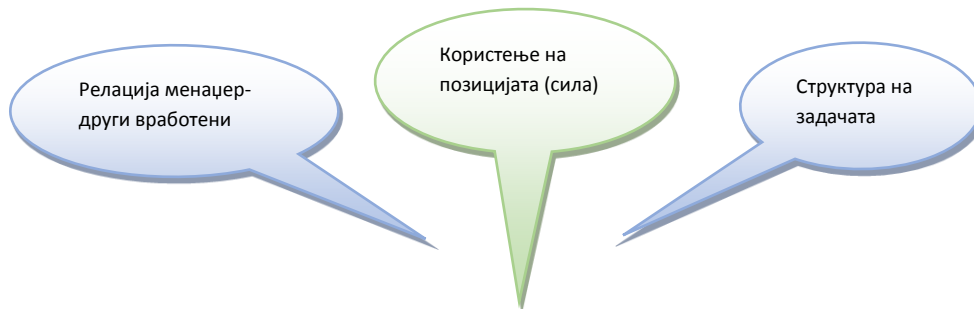 Релација менаџер-
други вработени
Користење на
позицијата (сила)
Структура на
задачата